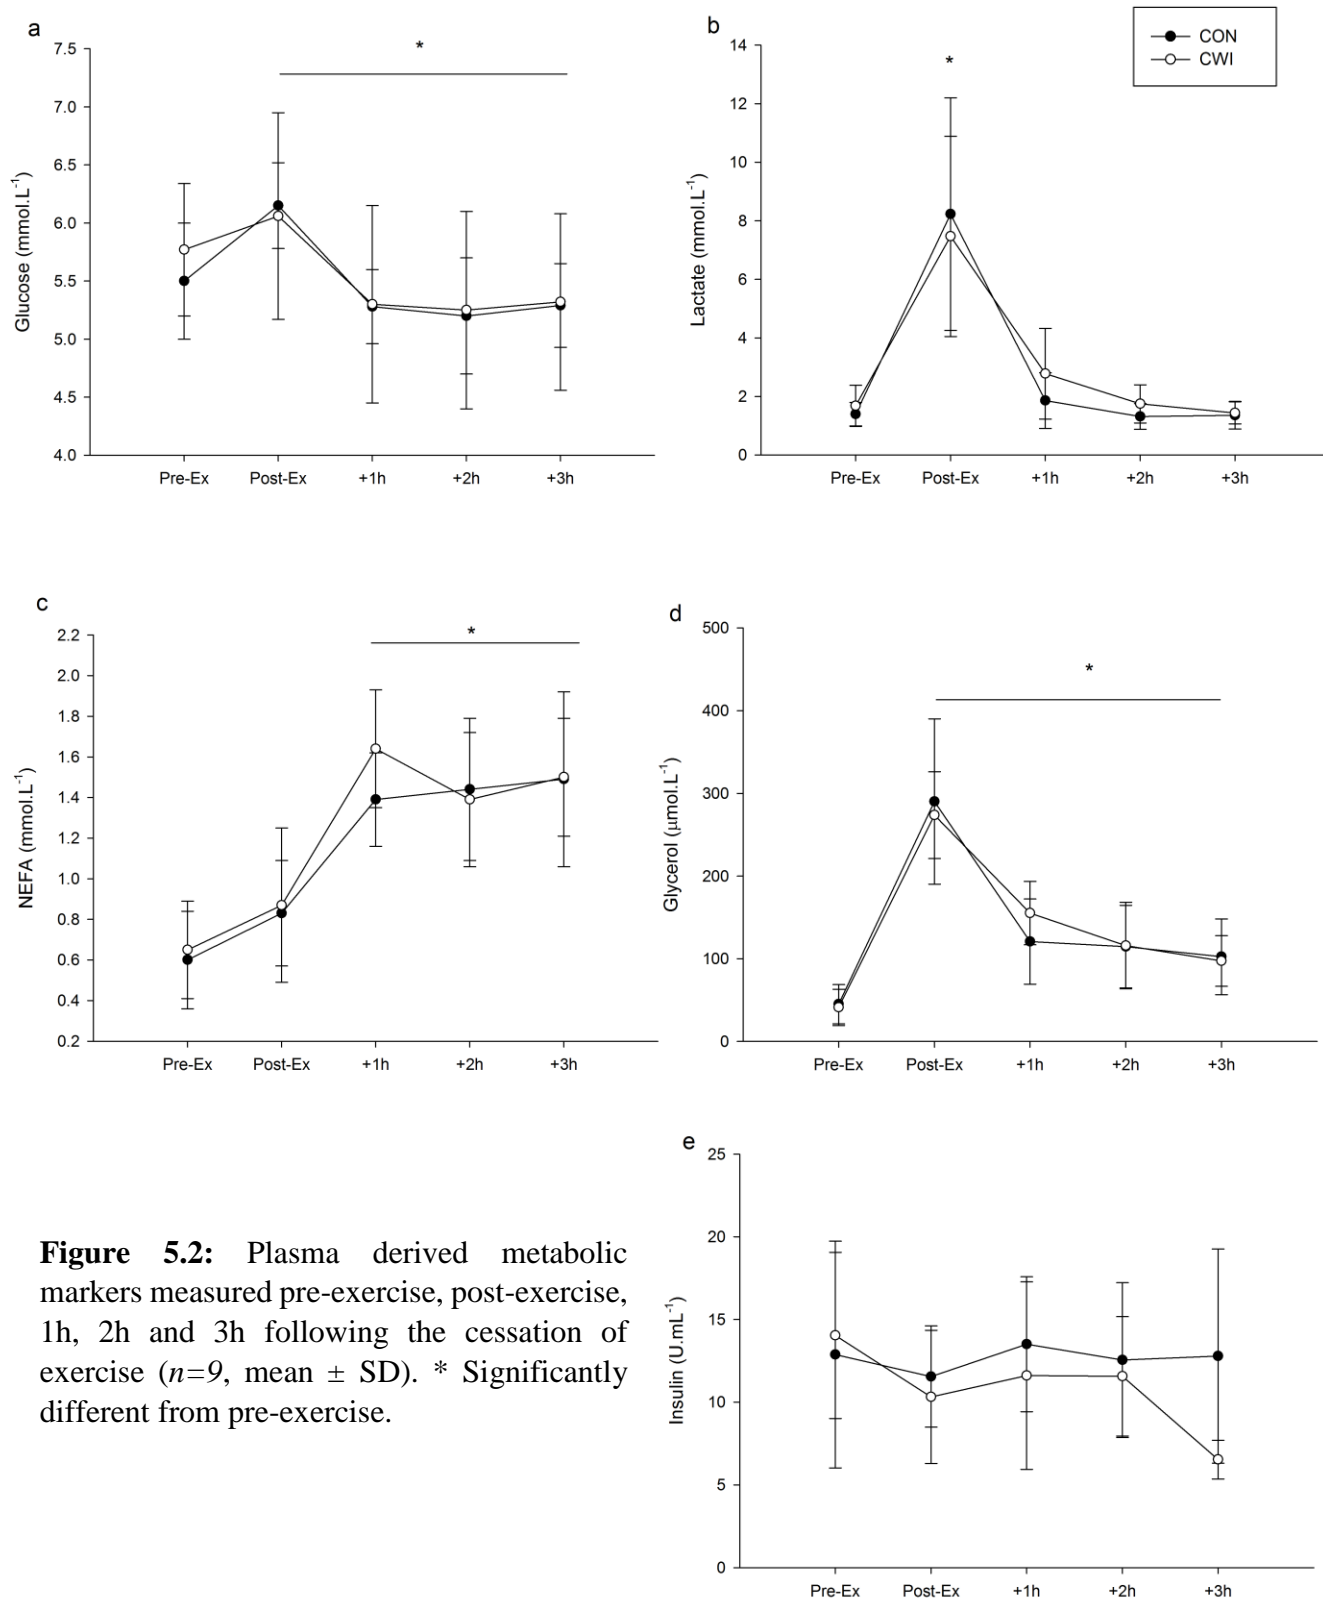 a
7.5
7.0
6.5
6.0
5.5
5.0
4.5
4.0
Glucose (mmol.L⁻¹)
*
Pre-Ex Post-Ex +1h +2h +3h
b
14
12
10
8
6
4
2
0
Lactate (mmol.L⁻¹)
*
CON
CWI
Pre-Ex Post-Ex +1h +2h +3h
c
2.2
2.0
1.8
1.6
1.4
1.2
1.0
0.8
0.6
0.4
0.2
NEFA (mmol.L⁻¹)
*
Pre-Ex Post-Ex +1h +2h +3h
d
500
400
300
200
100
0
Glycerol (µmol.L⁻¹)
*
Pre-Ex Post-Ex +1h +2h +3h
e
25
20
15
10
5
0
Insulin (U.mL⁻¹)
Pre-Ex Post-Ex +1h +2h +3h
Figure 5.2: Plasma derived metabolic
markers measured pre-exercise, post-exercise,
1h, 2h and 3h following the cessation of
exercise (n=9, mean ± SD). * Significantly
different from pre-exercise.